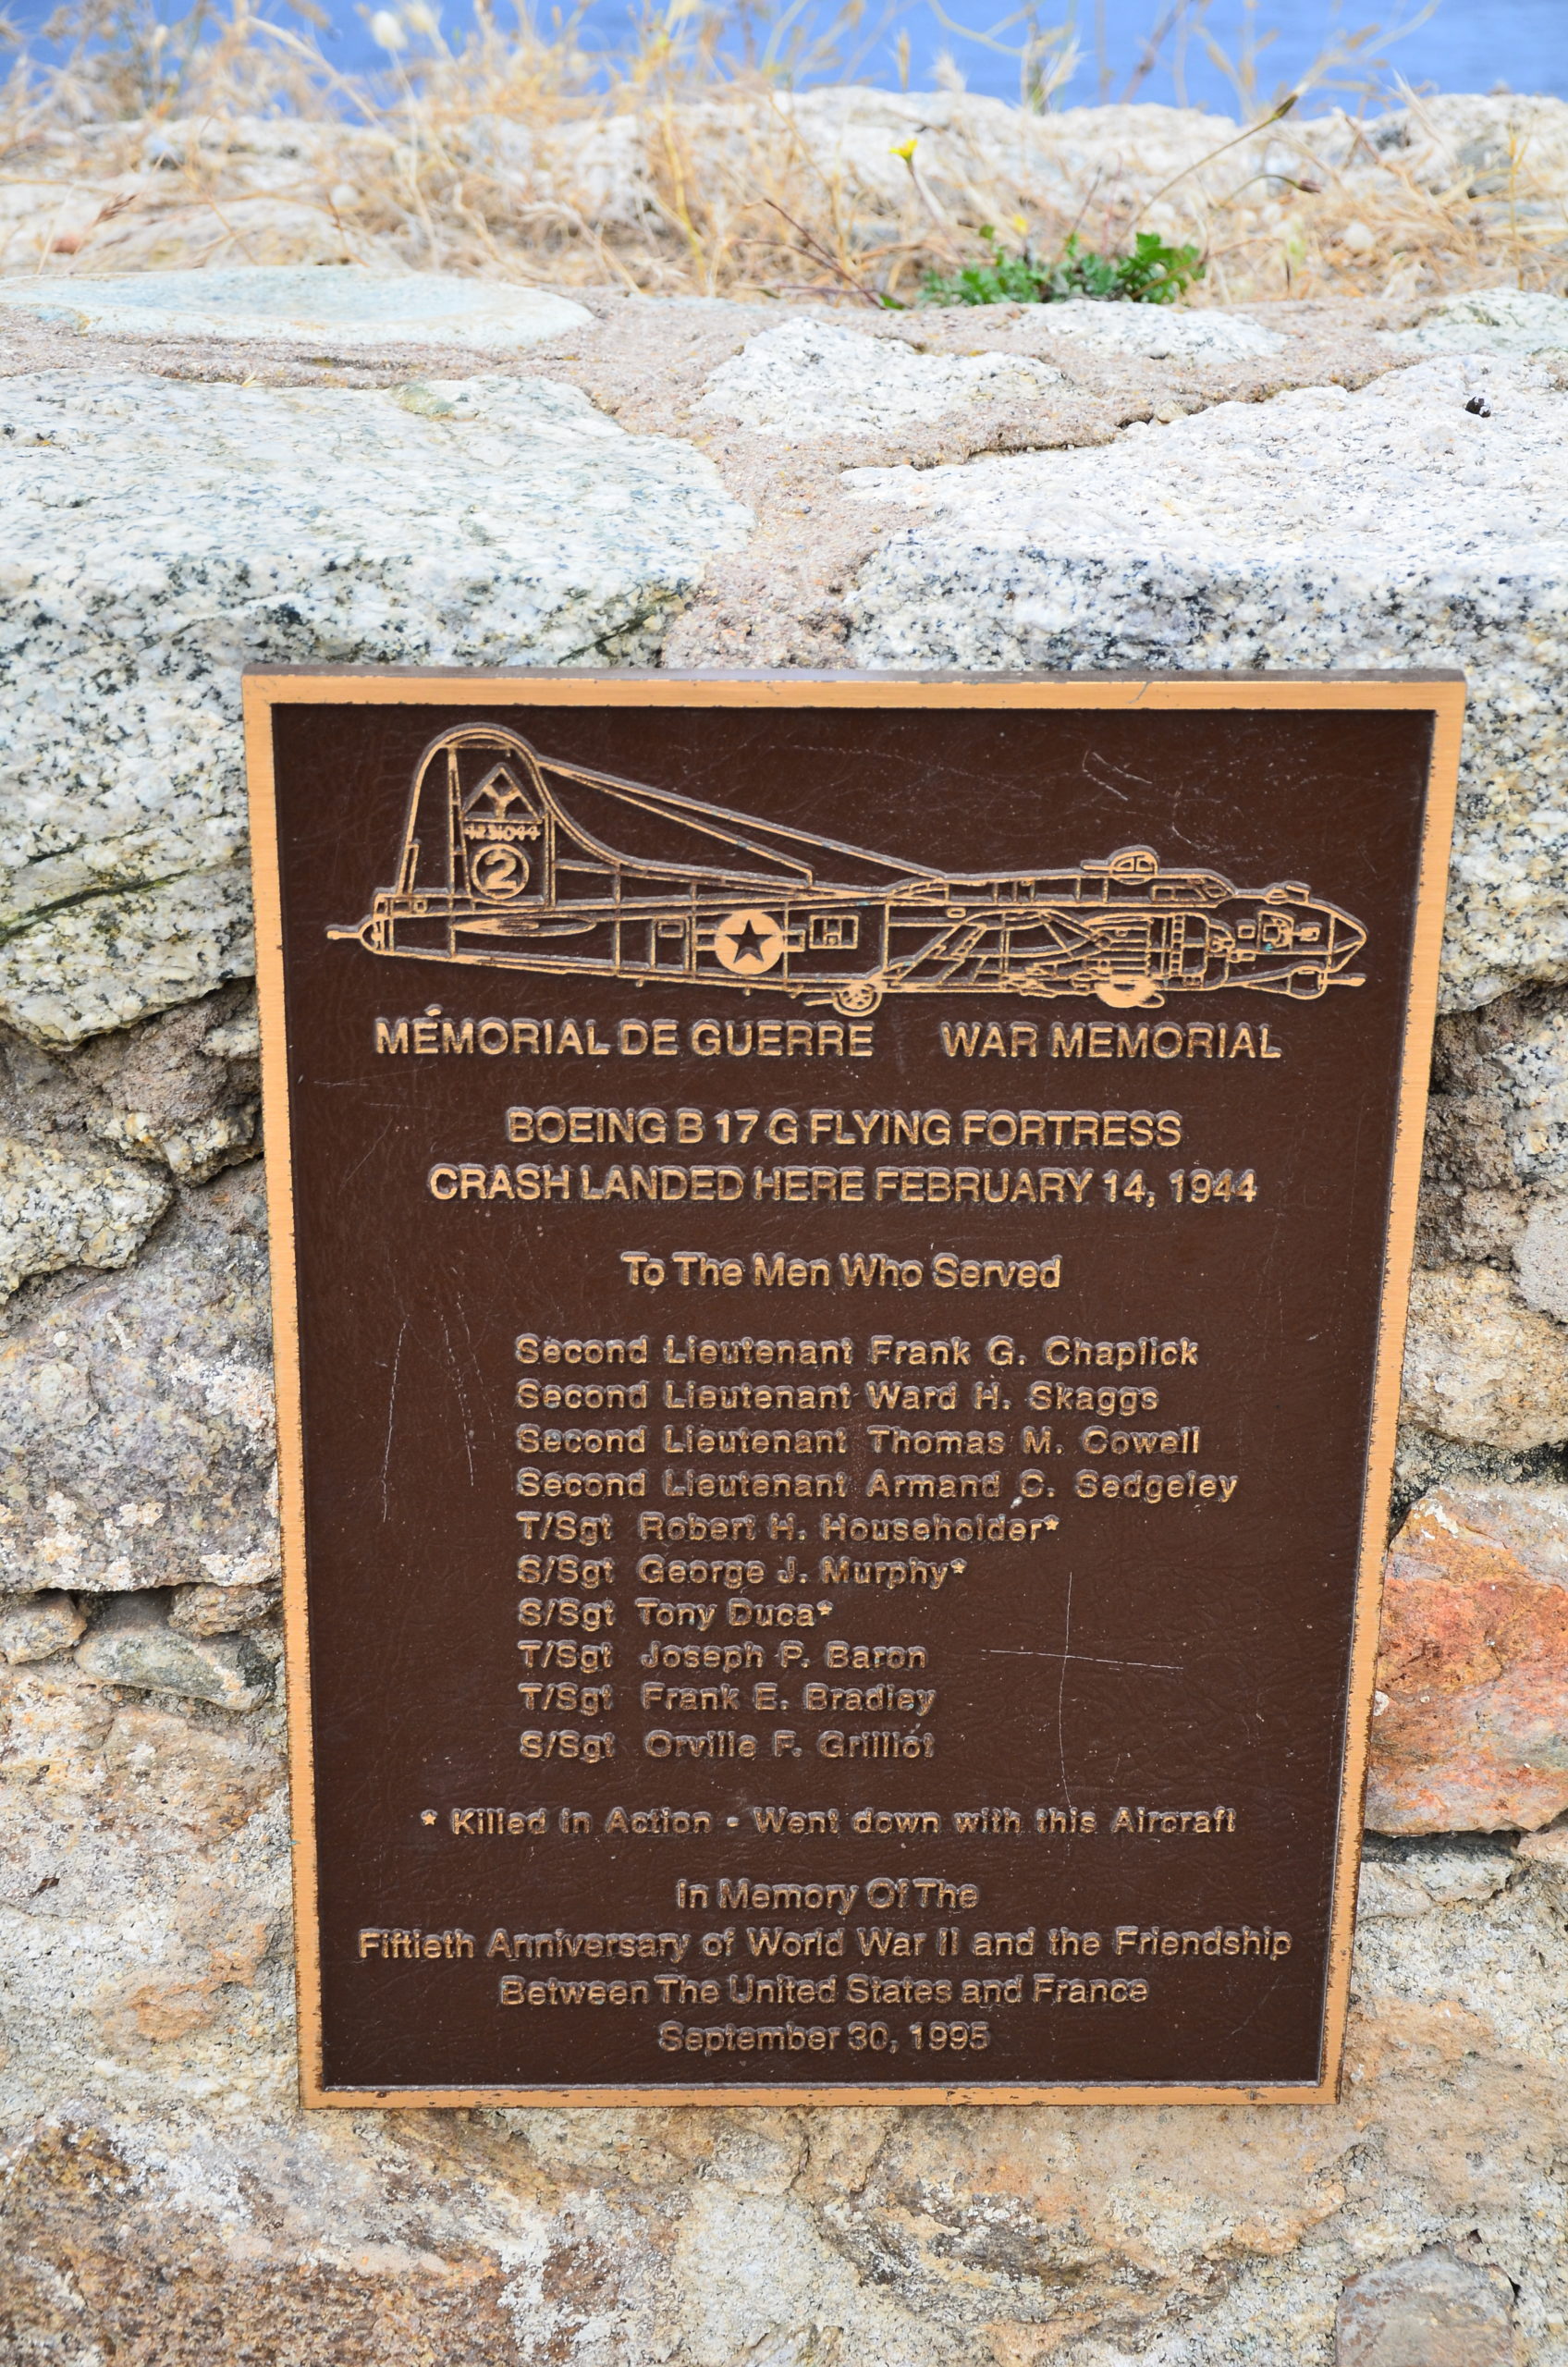 Y
4231044
2
MÉMORIAL DE GUERRE WAR MEMORIAL
BOEING B 17 G FLYING FORTRESS
CRASH LANDED HERE FEBRUARY 14, 1944
To The Men Who Served
Second Lieutenant Frank G. Chaplick
Second Lieutenant Ward H. Skaggs
Second Lieutenant Thomas M. Cowell
Second Lieutenant Armand C. Sedgeley
T/Sgt Robert H. Householder*
S/Sgt George J. Murphy*
S/Sgt Tony Duca*
T/Sgt Joseph P. Baron
T/Sgt Frank E. Bradley
S/Sgt Orville F. Grilliot
* Killed in Action - Went down with this Aircraft
In Memory Of The
Fiftieth Anniversary of World War II and the Friendship
Between The United States and France
September 30, 1995